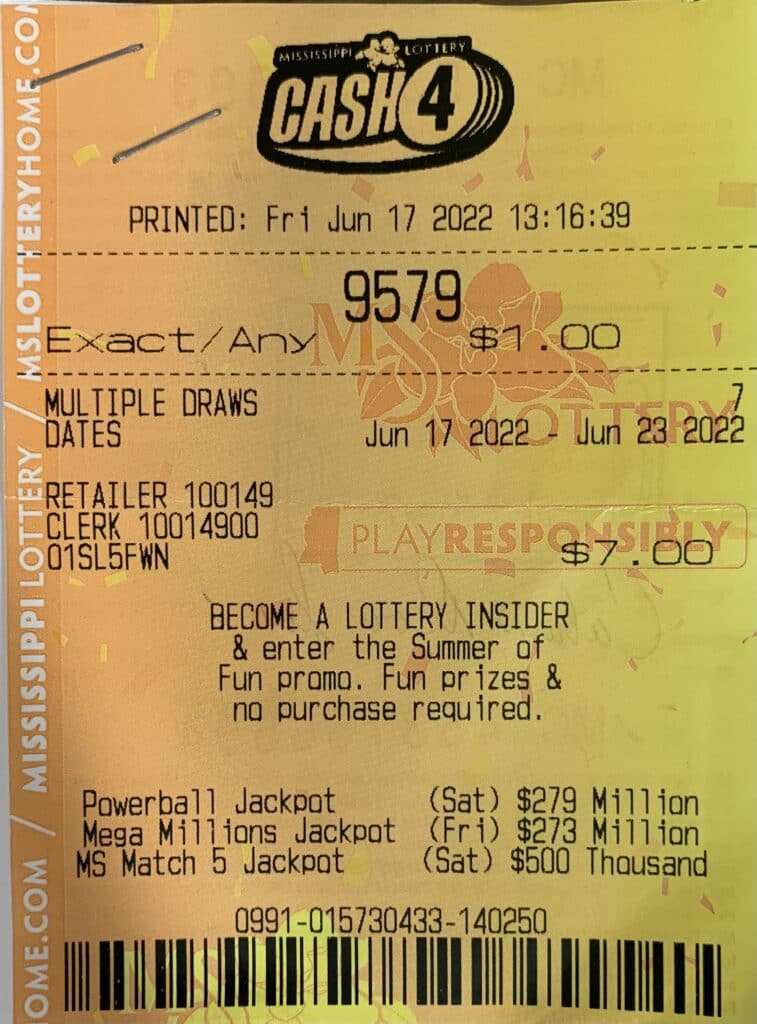 MISSISSIPPI LOTTERY
CASH 4
PRINTED: Fri Jun 17 2022 13:16:39
9579
Exact/Any $1.00
MULTIPLE DRAWS 7
DATES Jun 17 2022 - Jun 23 2022
MS LOTTERY
RETAILER 100149
CLERK 10014900
01SL5FWN $7.00
PLAYRESPONSIBLY
BECOME A LOTTERY INSIDER
& enter the Summer of
Fun promo. Fun prizes &
no purchase required.
Powerball Jackpot (Sat) $279 Million
Mega Millions Jackpot (Fri) $273 Million
MS Match 5 Jackpot (Sat) $500 Thousand
0991-015730433-140250
MS
OME.COM / MISSISSIPPI LOTTERY / MSLOTTERYHOME.COM